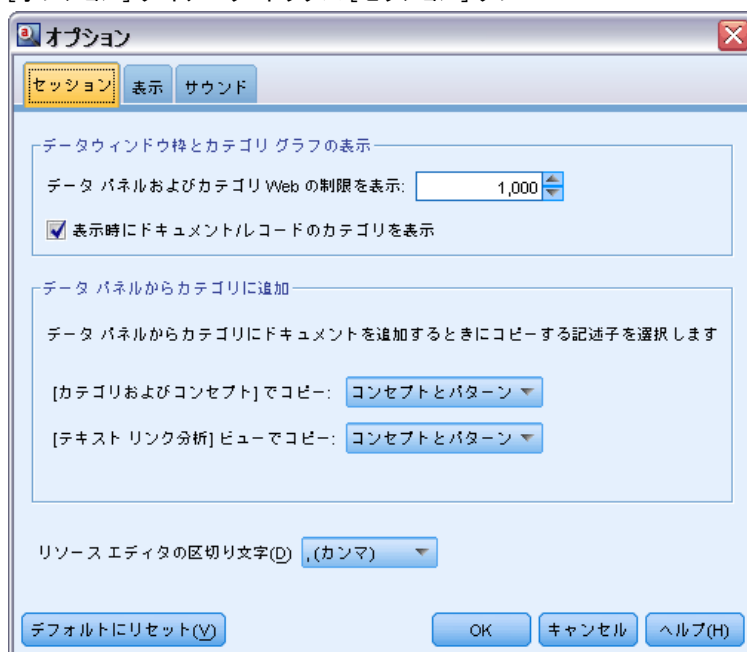 オプション
セッション 表示 サウンド
データウィンドウ枠とカテゴリ グラフの表示
データ パネルおよびカテゴリ Web の制限を表示: 1,000
表示時にドキュメント/レコードのカテゴリを表示
データ パネルからカテゴリに追加
データ パネルからカテゴリにドキュメントを追加するときにコピーする記述子を選択します
[カテゴリおよびコンセプト] でコピー: コンセプトとパターン
[テキスト リンク分析] ビューでコピー: コンセプトとパターン
リソース エディタの区切り文字(D) ,(カンマ)
デフォルトにリセット(V) OK キャンセル ヘルプ(H)